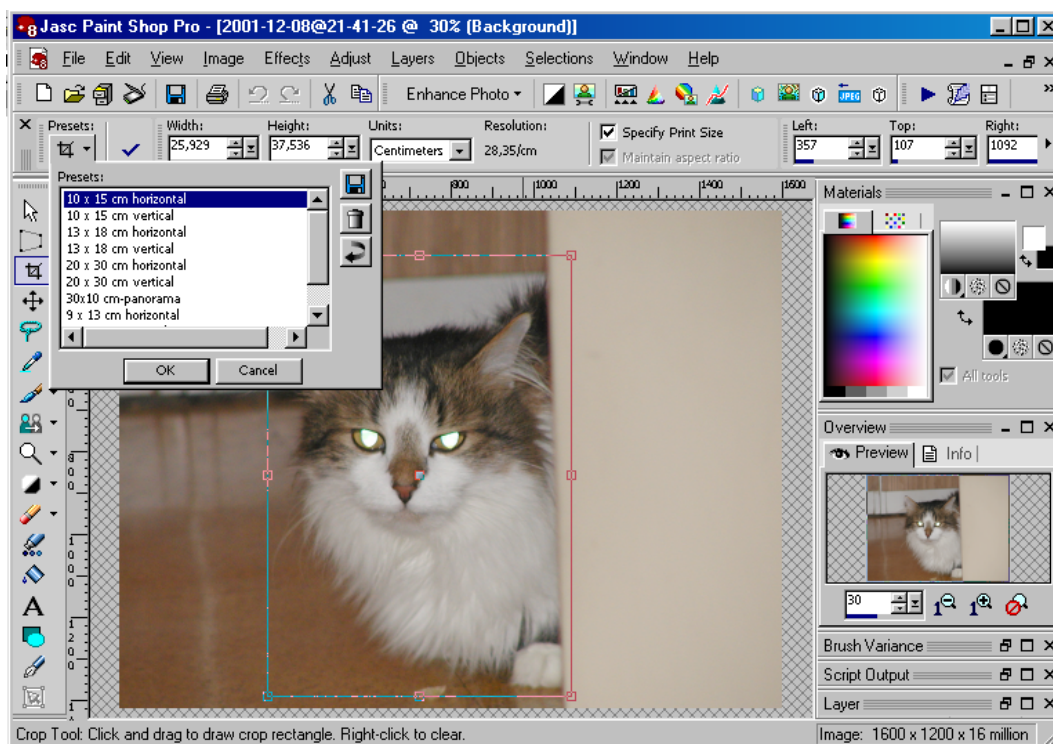 Jasc Paint Shop Pro - [2001-12-08@21-41-26 @ 30% (Background)]
File Edit View Image Effects Adjust Layers Objects Selections Window Help
Enhance Photo
JPEG
Presets: Width: Height: Units: Resolution: Specify Print Size Left: Top: Right:
25,929 37,536 Centimeters 28,35/cm Maintain aspect ratio 357 107 1092
Presets:
10 x 15 cm horizontal
10 x 15 cm vertical
13 x 18 cm horizontal
13 x 18 cm vertical
20 x 30 cm horizontal
20 x 30 cm vertical
30x10 cm-panorama
9 x 13 cm horizontal
OK Cancel
800 1000 1200 1400 1600
800
1000
1200
Materials
All tools
Overview
Preview Info
30
Brush Variance
Script Output
Layer
Crop Tool: Click and drag to draw crop rectangle. Right-click to clear. Image: 1600 x 1200 x 16 million